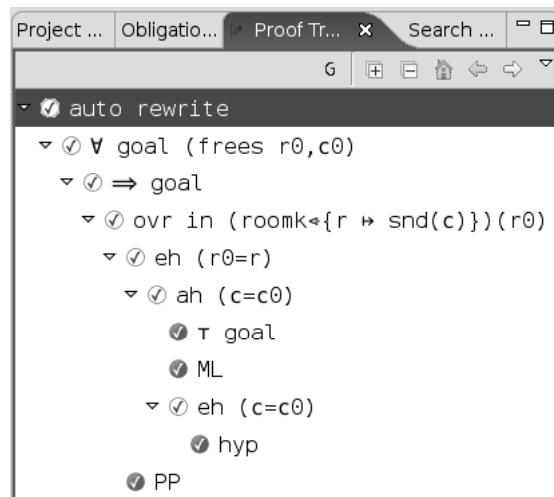 Project ... Obligatio... Proof Tr... Search ...
G
auto rewrite
∀ goal (frees r0,c0)
⇒ goal
ovr in (roomk⩤{r ↦ snd(c)})(r0)
eh (r0=r)
ah (c=c0)
⊤ goal
ML
eh (c=c0)
hyp
PP